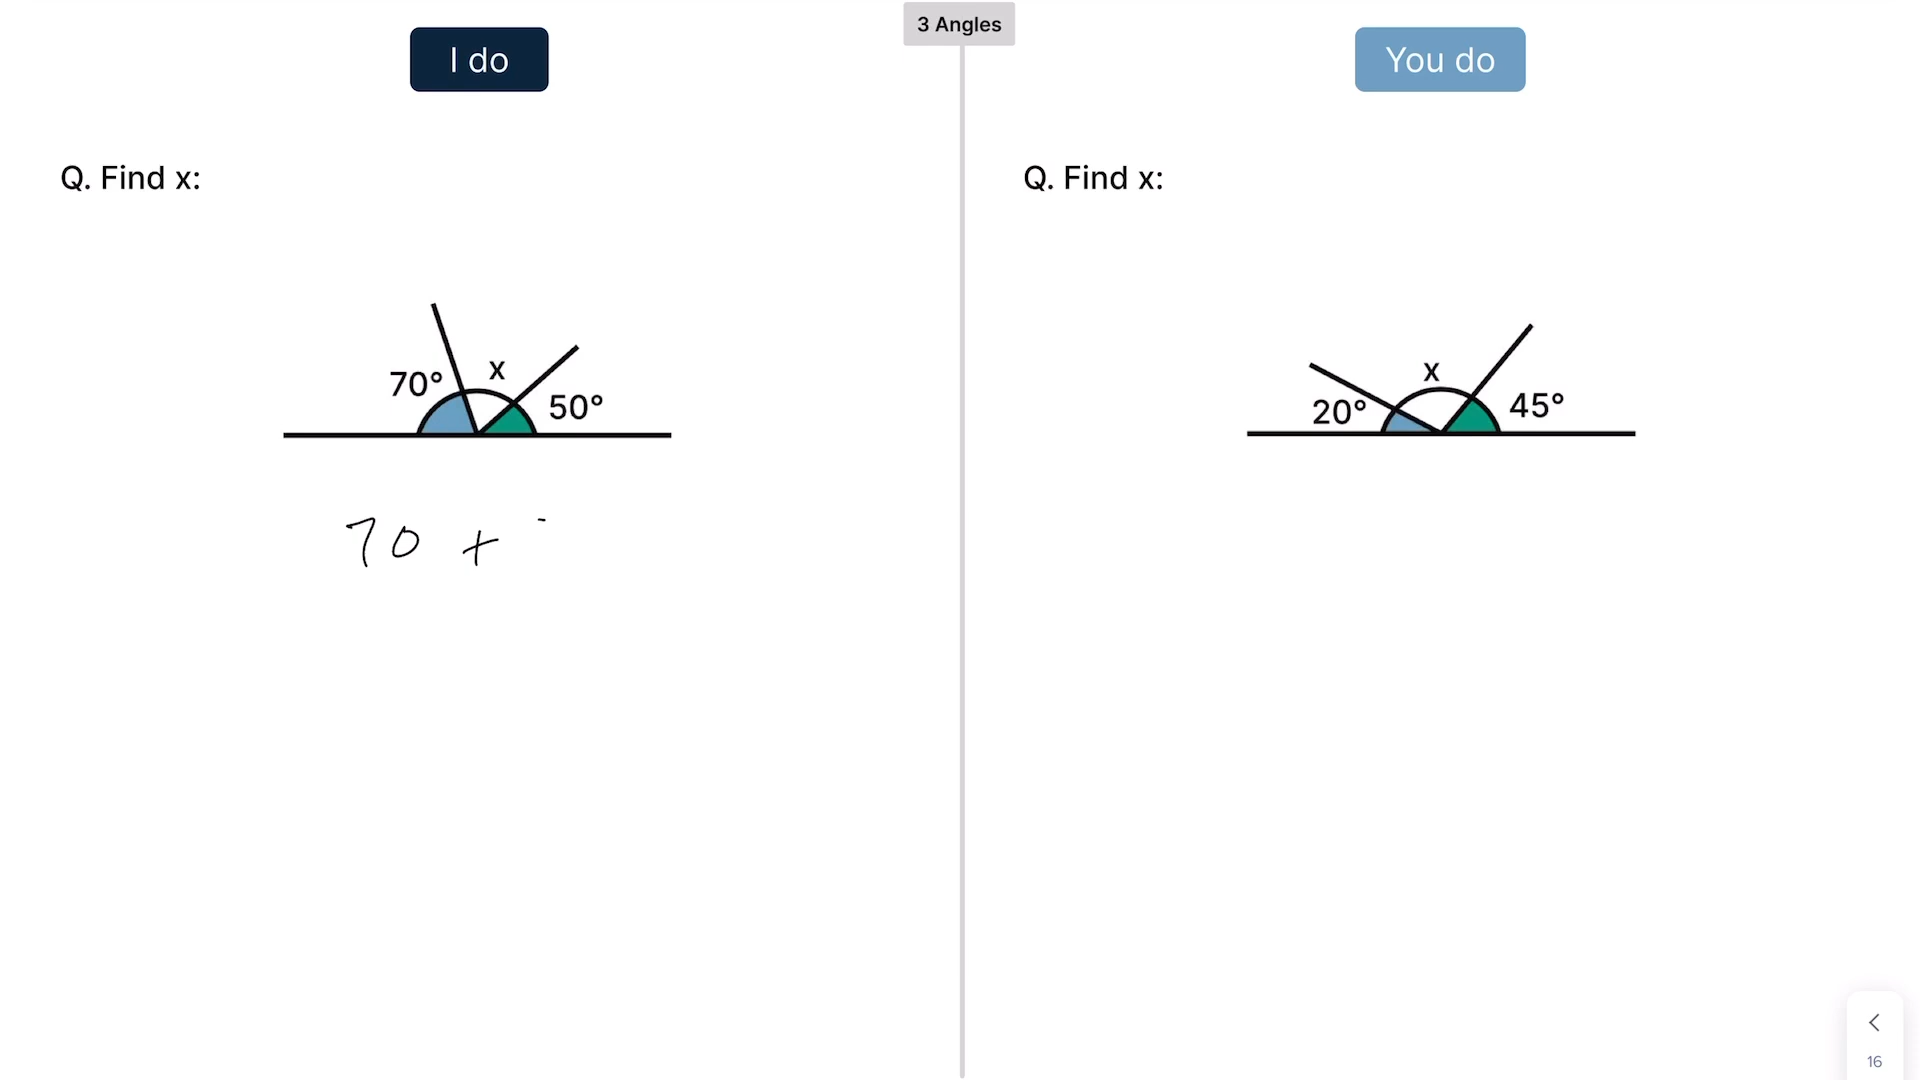 3 Angles
I do
Q. Find x:
70°
x
50°
70 +
You do
Q. Find x:
20°
x
45°
16